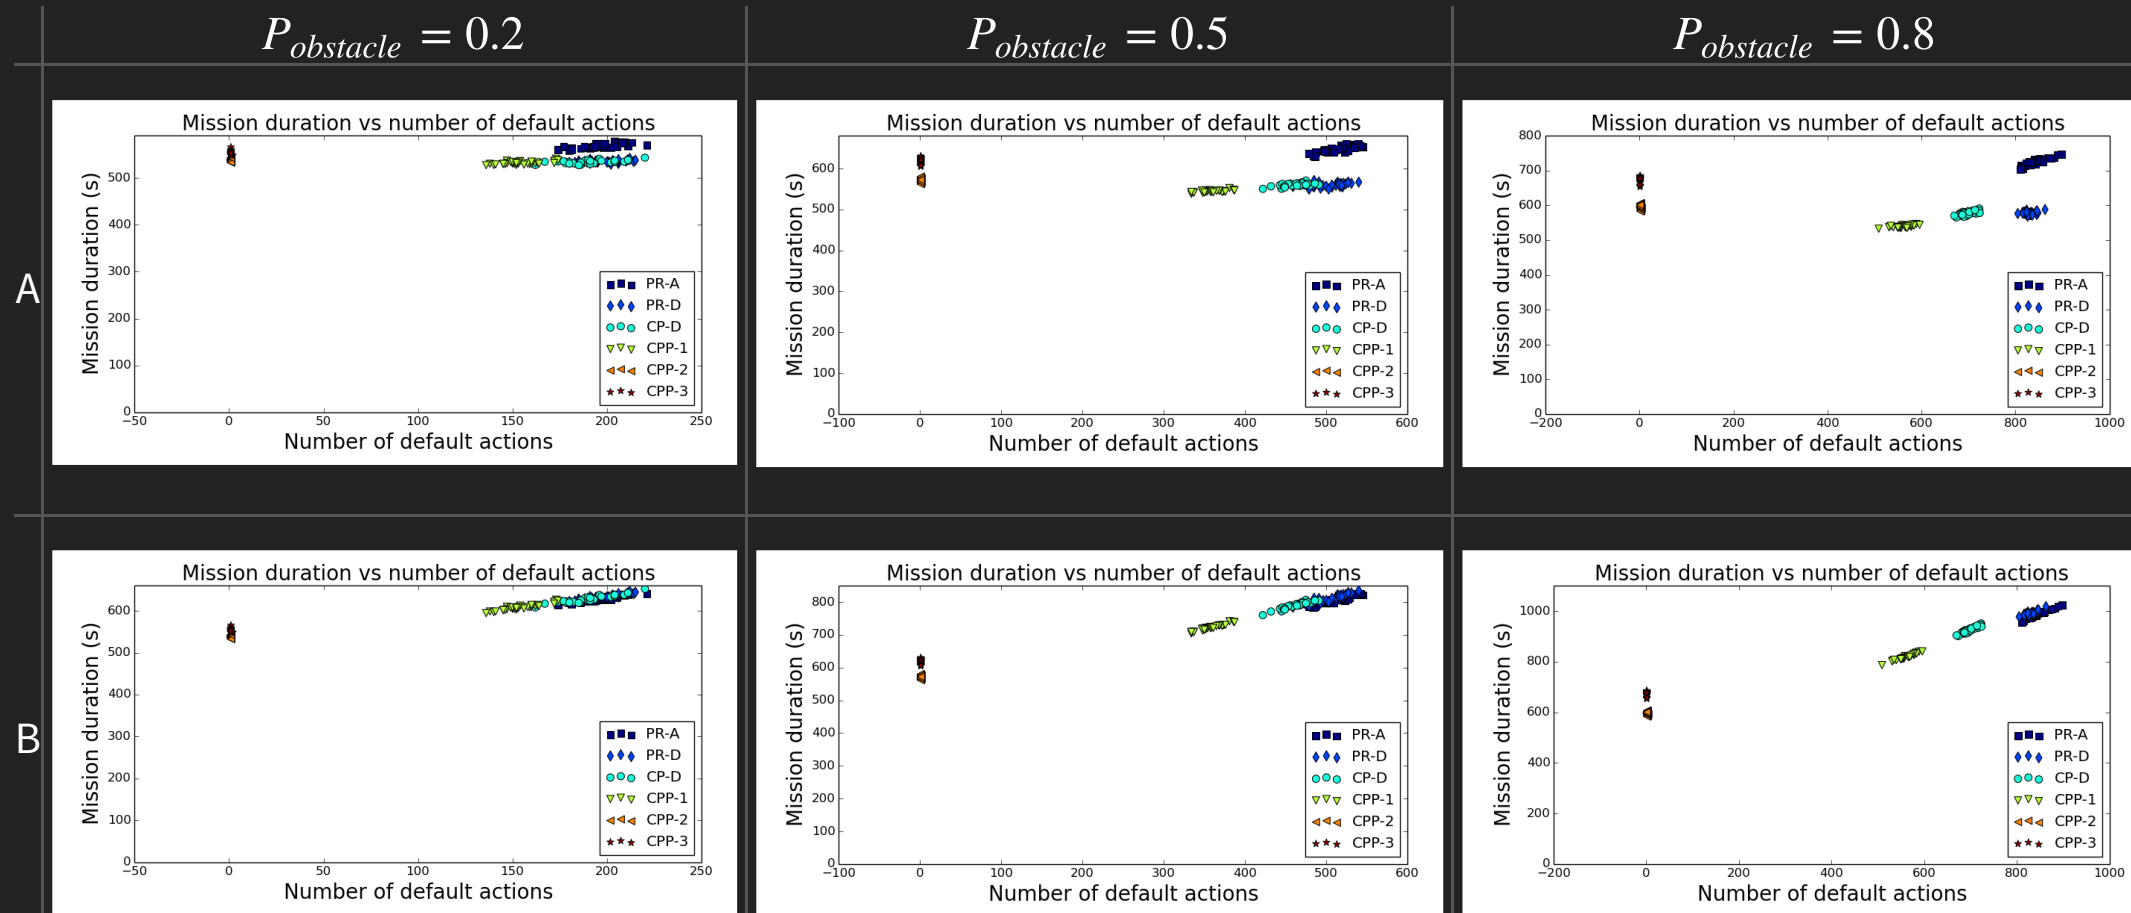 P_obstacle = 0.2
P_obstacle = 0.5
P_obstacle = 0.8
A
Mission duration vs number of default actions
Mission duration (s)
500
400
300
200
100
0
−50
0
50
100
150
200
250
Number of default actions
PR-A
PR-D
CP-D
CPP-1
CPP-2
CPP-3
Mission duration vs number of default actions
Mission duration (s)
600
500
400
300
200
100
0
−100
0
100
200
300
400
500
600
Number of default actions
PR-A
PR-D
CP-D
CPP-1
CPP-2
CPP-3
Mission duration vs number of default actions
Mission duration (s)
800
700
600
500
400
300
200
100
0
−200
0
200
400
600
800
1000
Number of default actions
PR-A
PR-D
CP-D
CPP-1
CPP-2
CPP-3
B
Mission duration vs number of default actions
Mission duration (s)
600
500
400
300
200
100
0
−50
0
50
100
150
200
250
Number of default actions
PR-A
PR-D
CP-D
CPP-1
CPP-2
CPP-3
Mission duration vs number of default actions
Mission duration (s)
800
700
600
500
400
300
200
100
0
−100
0
100
200
300
400
500
600
Number of default actions
PR-A
PR-D
CP-D
CPP-1
CPP-2
CPP-3
Mission duration vs number of default actions
Mission duration (s)
1000
800
600
400
200
0
−200
0
200
400
600
800
1000
Number of default actions
PR-A
PR-D
CP-D
CPP-1
CPP-2
CPP-3